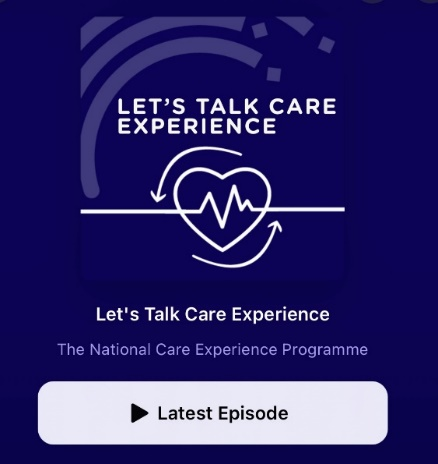 LET'S TALK CARE
EXPERIENCE
Let's Talk Care Experience
The National Care Experience Programme
Latest Episode